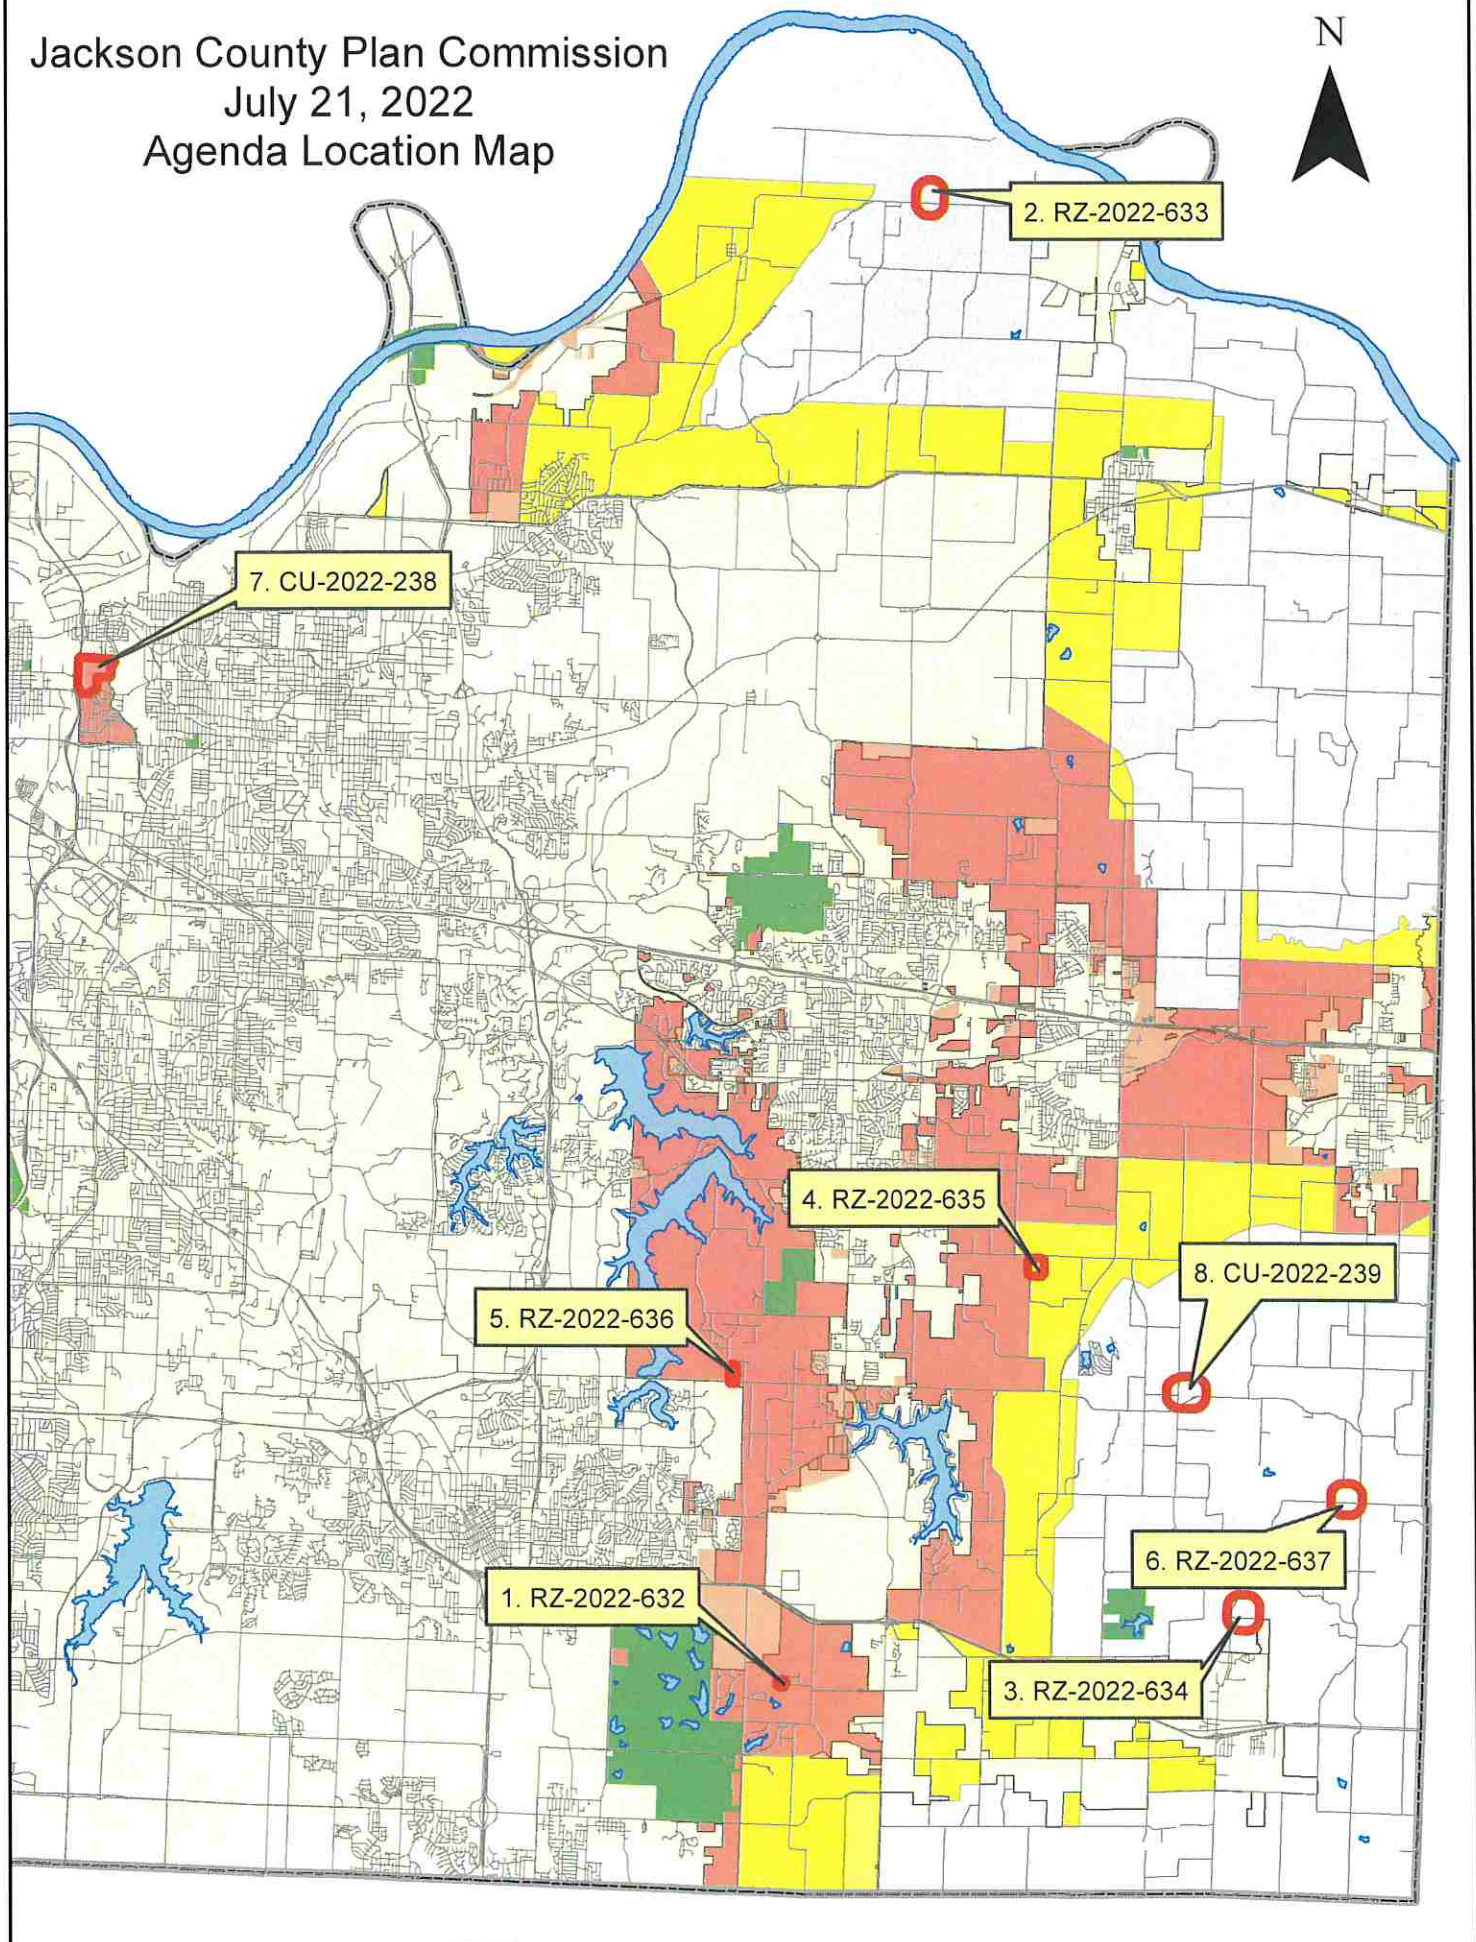 Jackson County Plan Commission
July 21, 2022
Agenda Location Map
N
2. RZ-2022-633
7. CU-2022-238
4. RZ-2022-635
8. CU-2022-239
5. RZ-2022-636
6. RZ-2022-637
1. RZ-2022-632
3. RZ-2022-634